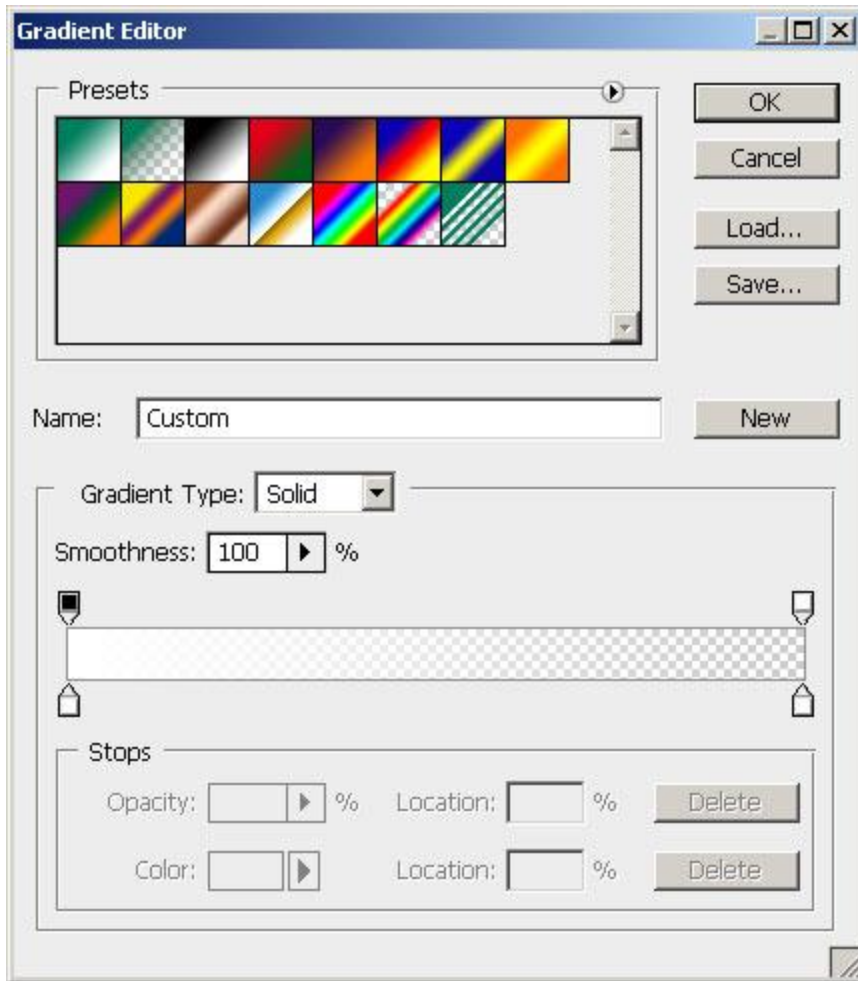 Gradient Editor
Presets
OK
Cancel
Load...
Save...
Name: Custom
New
Gradient Type: Solid
Smoothness: 100 %
Stops
Opacity: % Location: % Delete
Color: Location: % Delete